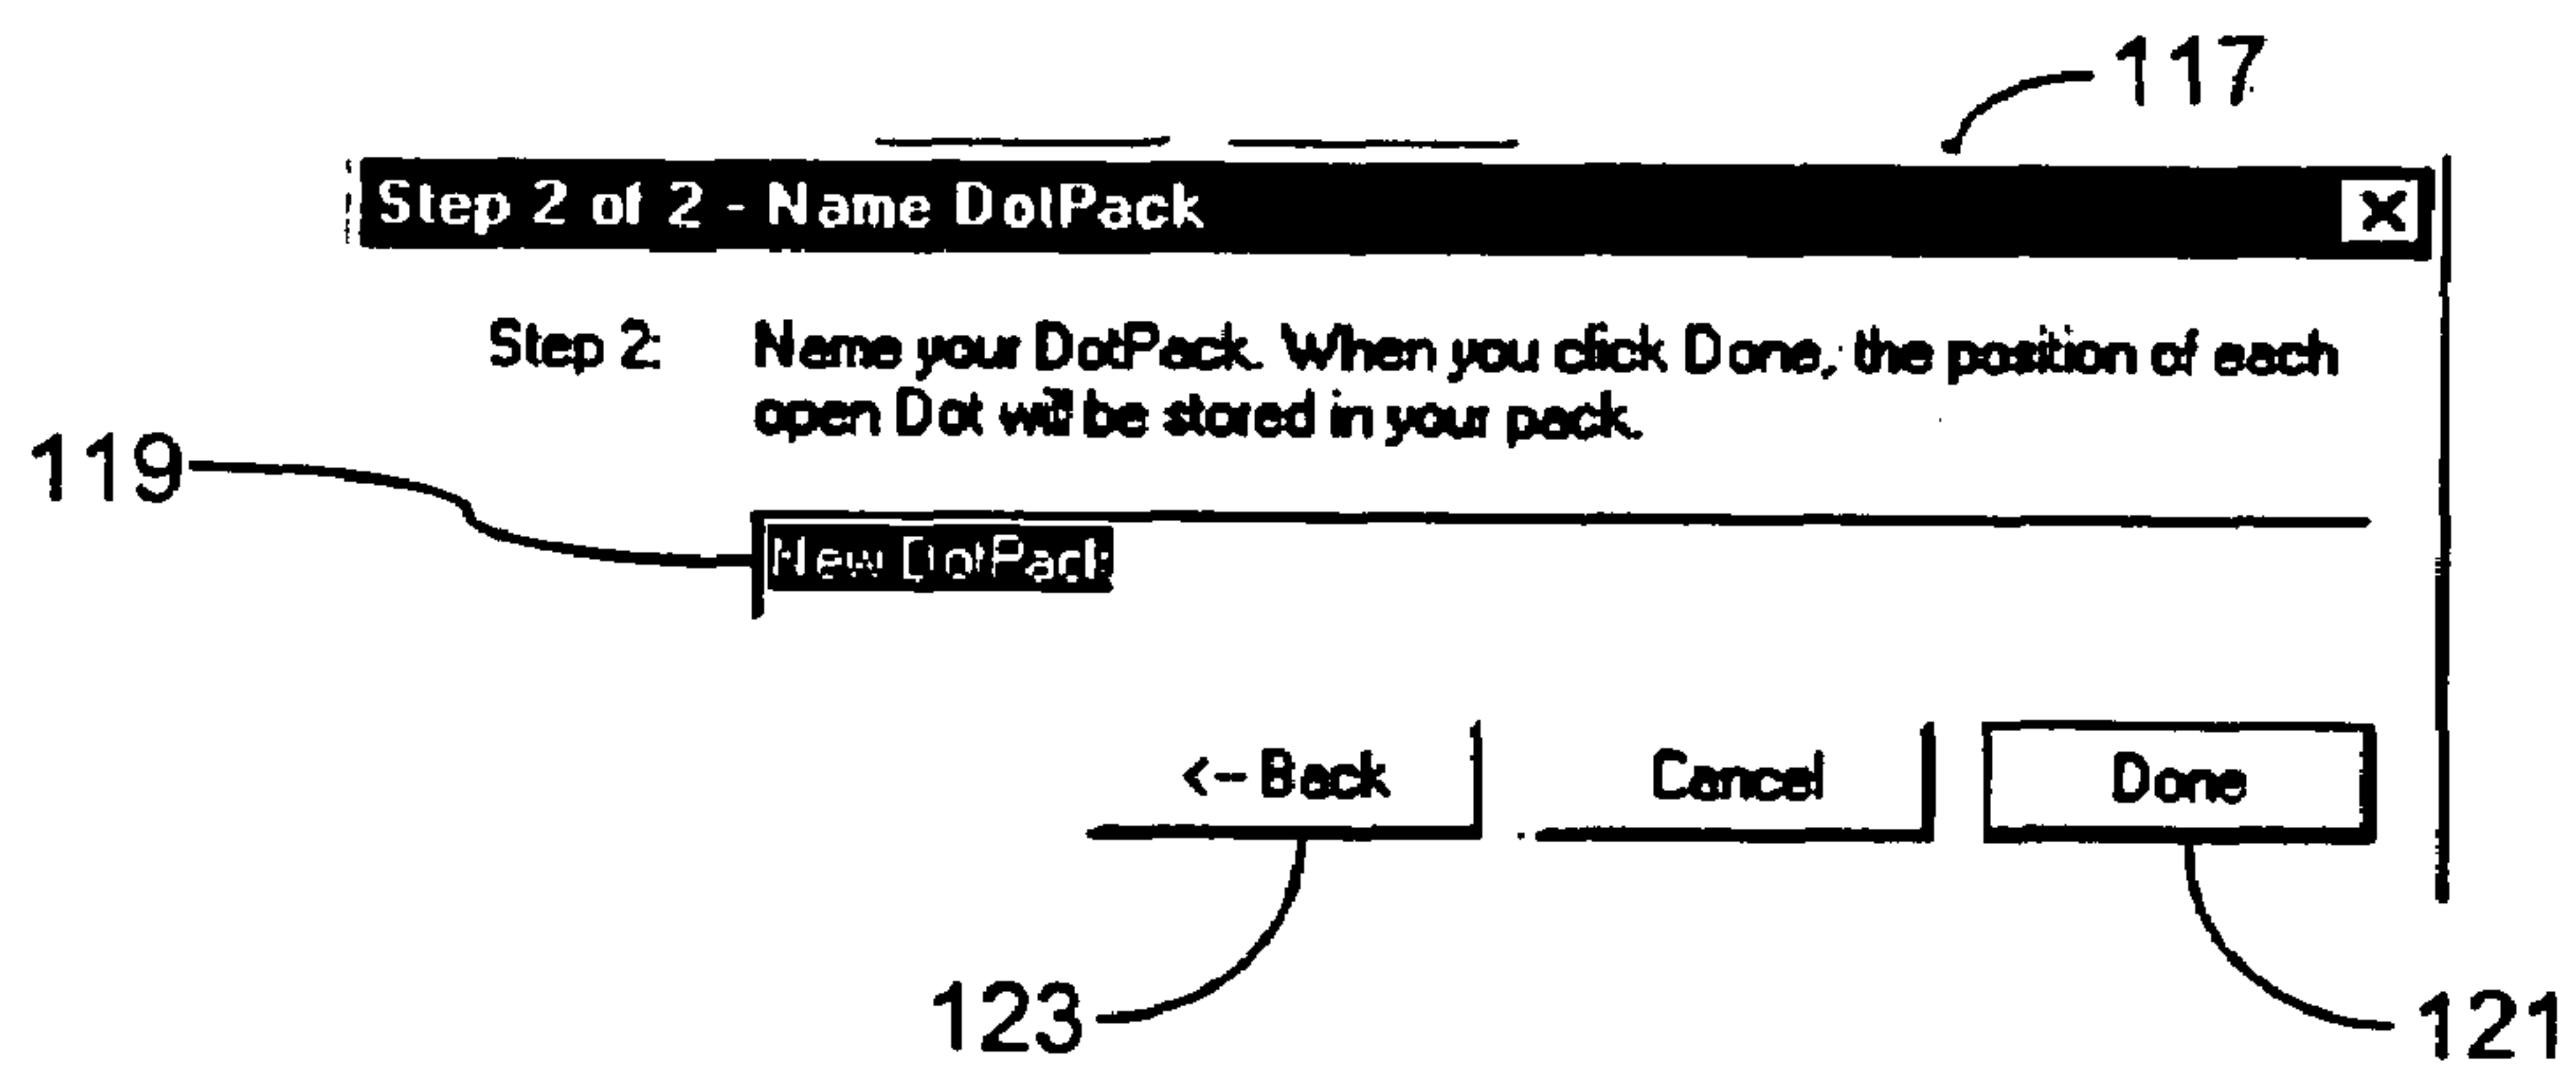 117
Step 2 of 2 - Name DotPack
Step 2: Name your DotPack. When you click Done, the position of each
open Dot will be stored in your pack.
119
New DotPack
<-- Back Cancel Done
123
121